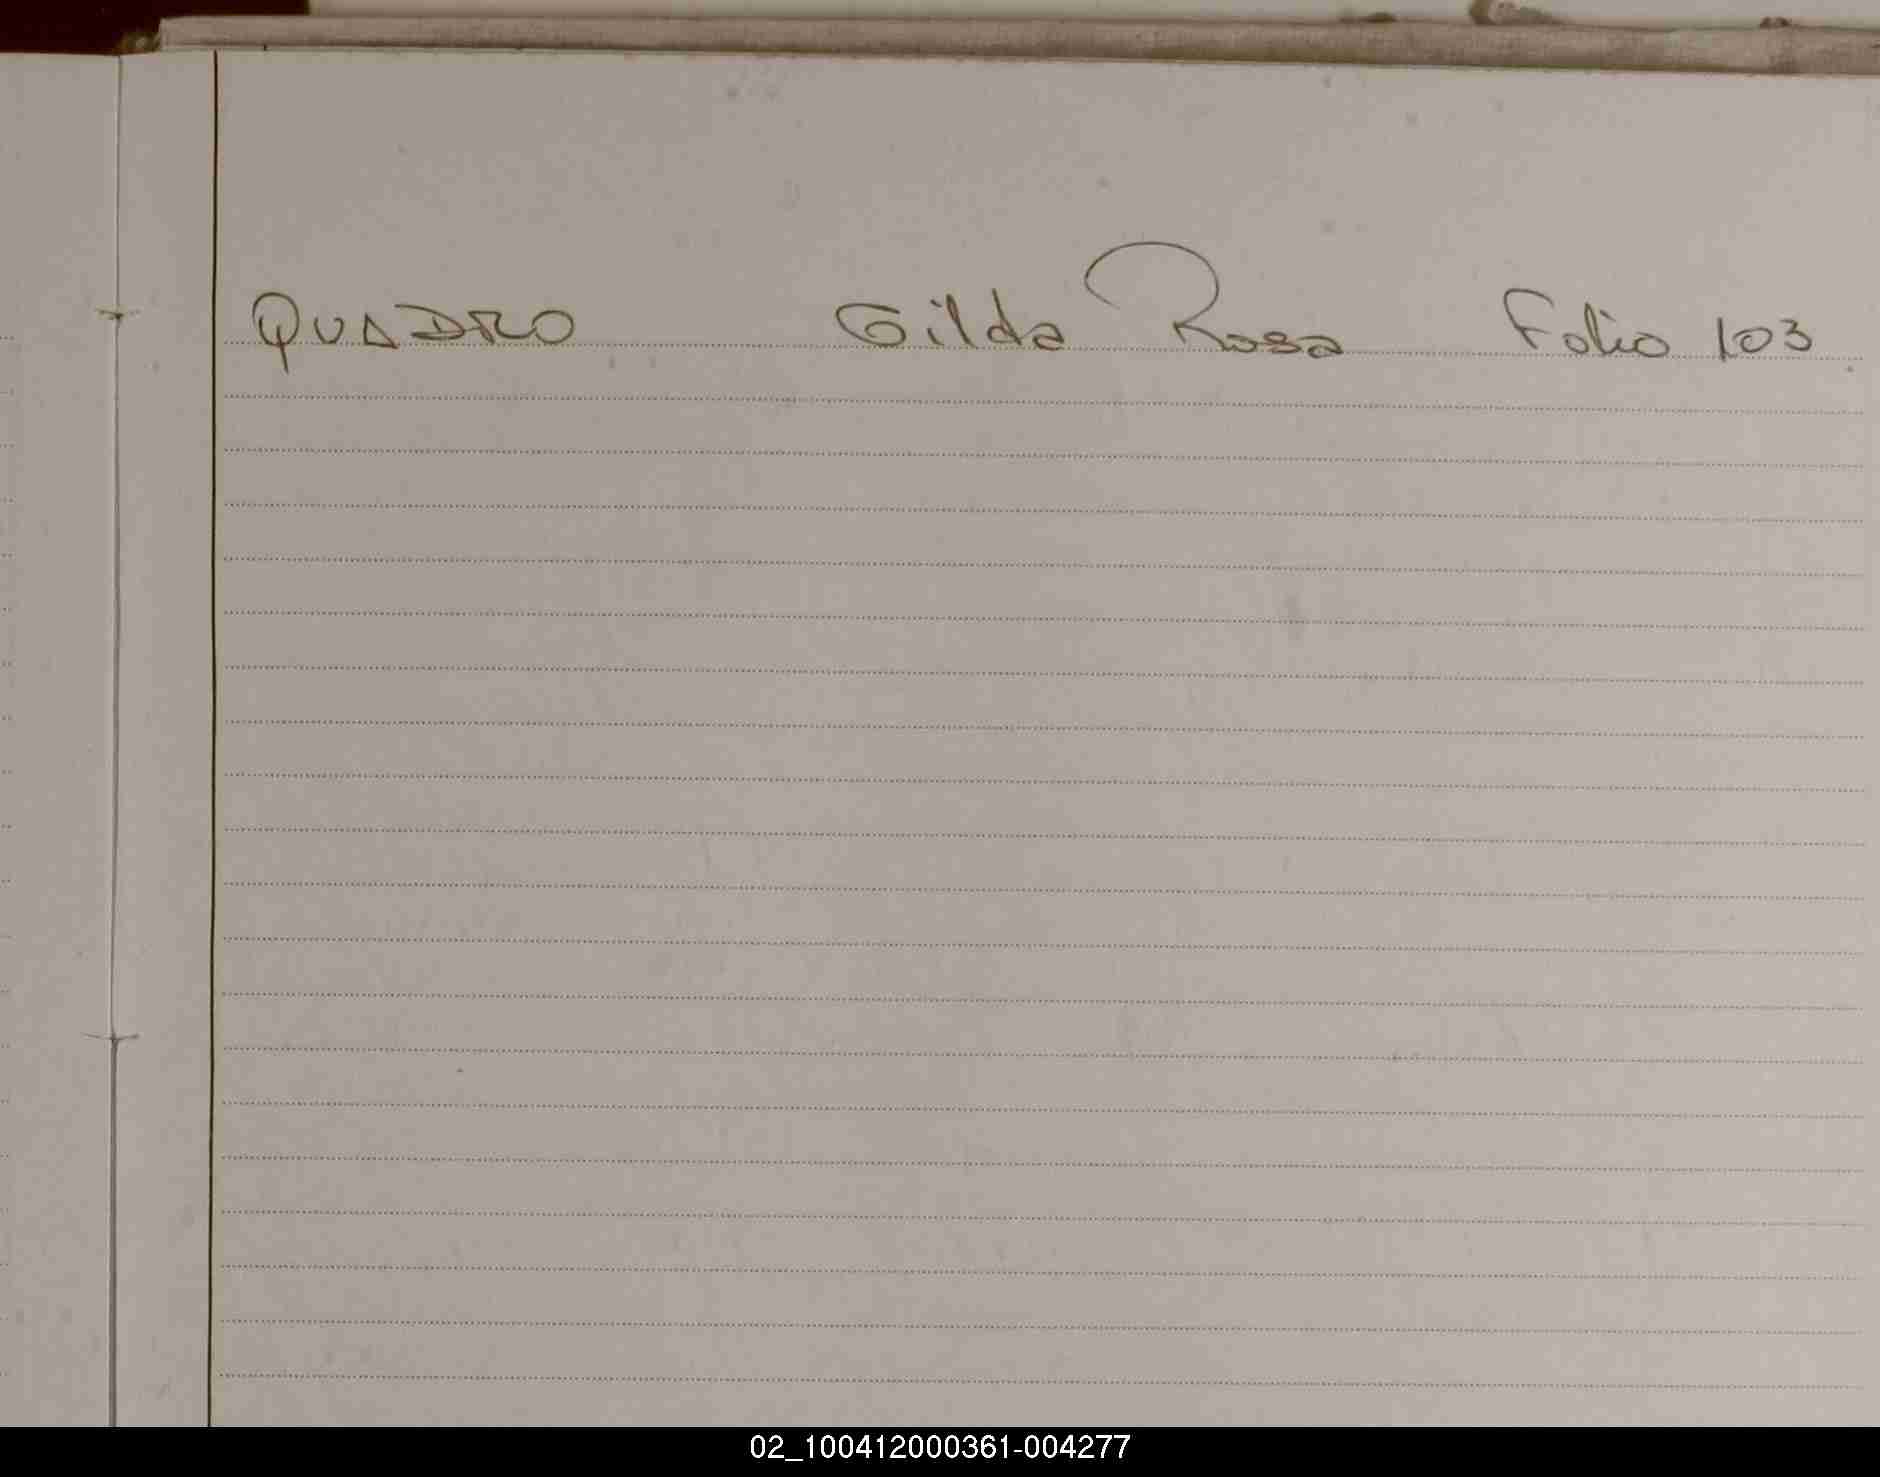 QUADRO Gilda Rosa Folio 103
02_100412000361-004277